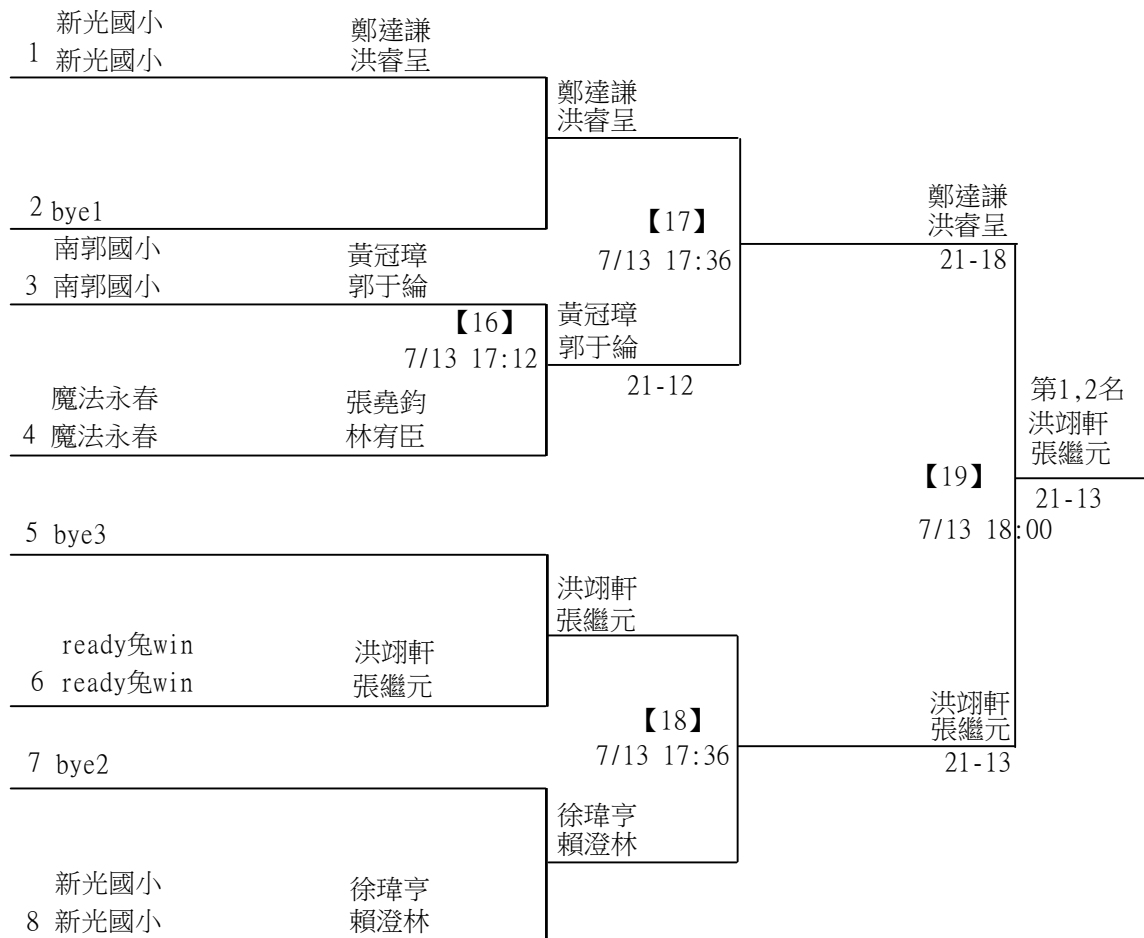 新光國小 鄭達謙
1 新光國小 洪睿呈
鄭達謙
洪睿呈
2 bye1
【17】
7/13 17:36
鄭達謙
洪睿呈
21-18
南郭國小 黃冠璋
3 南郭國小 郭于綸
【16】
7/13 17:12
黃冠璋
郭于綸
21-12
魔法永春 張堯鈞
4 魔法永春 林宥臣
第1,2名
洪翊軒
張繼元
21-13
【19】
7/13 18:00
5 bye3
洪翊軒
張繼元
ready兔win 洪翊軒
6 ready兔win 張繼元
【18】
7/13 17:36
洪翊軒
張繼元
21-13
7 bye2
徐瑋亨
賴澄林
新光國小 徐瑋亨
8 新光國小 賴澄林